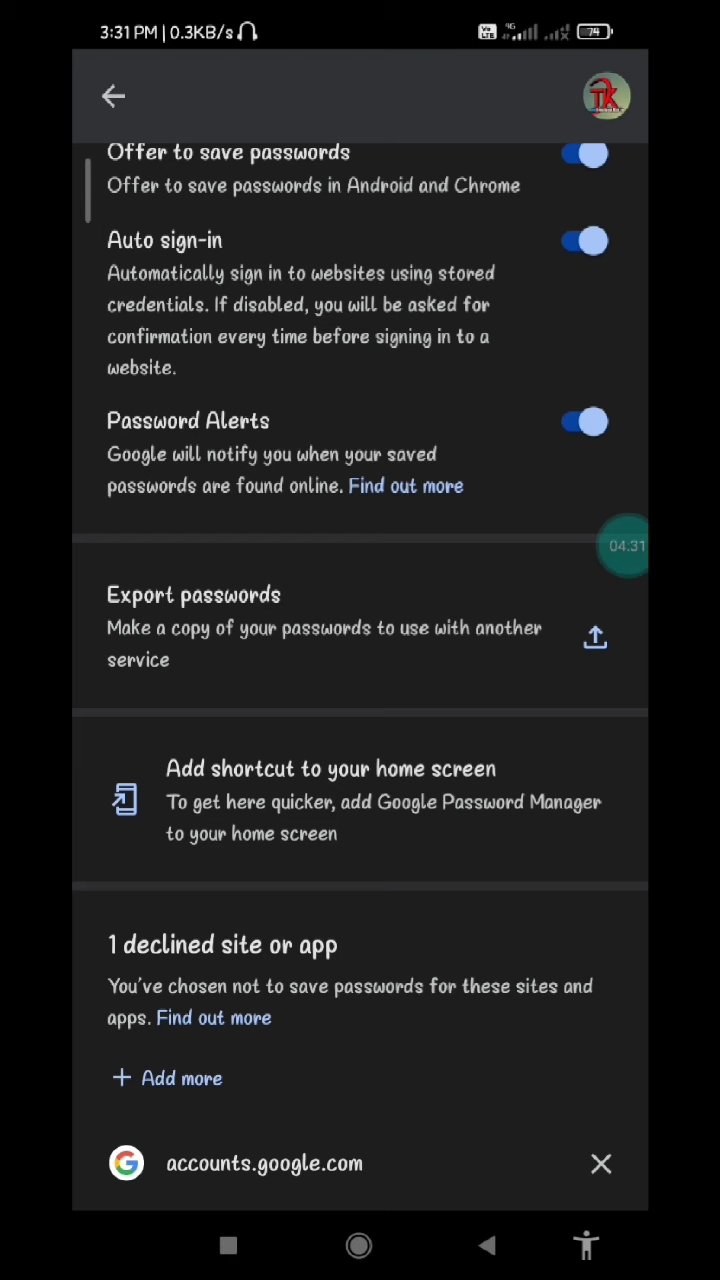 3:31 PM | 0.3KB/s
Vo LTE 4G 74
TK
Offer to save passwords
Offer to save passwords in Android and Chrome
Auto sign-in
Automatically sign in to websites using stored
credentials. If disabled, you will be asked for
confirmation every time before signing in to a
website.
Password Alerts
Google will notify you when your saved
passwords are found online. Find out more
04:31
Export passwords
Make a copy of your passwords to use with another
service
Add shortcut to your home screen
To get here quicker, add Google Password Manager
to your home screen
1 declined site or app
You've chosen not to save passwords for these sites and
apps. Find out more
+ Add more
accounts.google.com